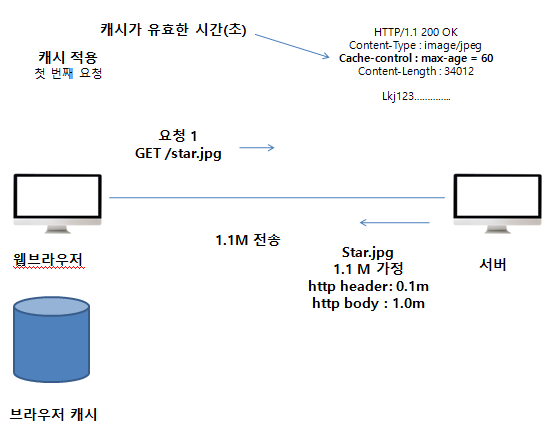 캐시가 유효한 시간(초)
HTTP/1.1 200 OK
Content-Type : image/jpeg
Cache-control : max-age = 60
Content-Length : 34012
Lkj123..............
캐시 적용
첫 번째 요청
요청 1
GET /star.jpg
1.1M 전송
Star.jpg
1.1 M 가정
http header: 0.1m
http body : 1.0m
웹브라우저
서버
브라우저 캐시